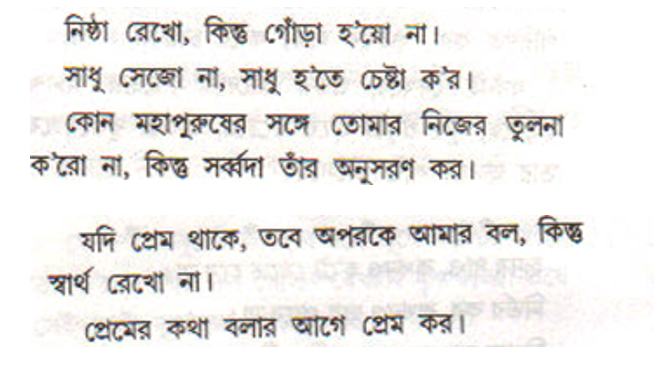 নিষ্ঠা রেখো, কিন্তু গোঁড়া হ'য়ো না।
সাধু সেজো না, সাধু হ'তে চেষ্টা ক'র।
কোন মহাপুরুষের সঙ্গে তোমার নিজের তুলনা
ক'রো না, কিন্তু সর্ব্বদা তাঁর অনুসরণ কর।
যদি প্রেম থাকে, তবে অপরকে আমার বল, কিন্তু
স্বার্থ রেখো না।
প্রেমের কথা বলার আগে প্রেম কর।